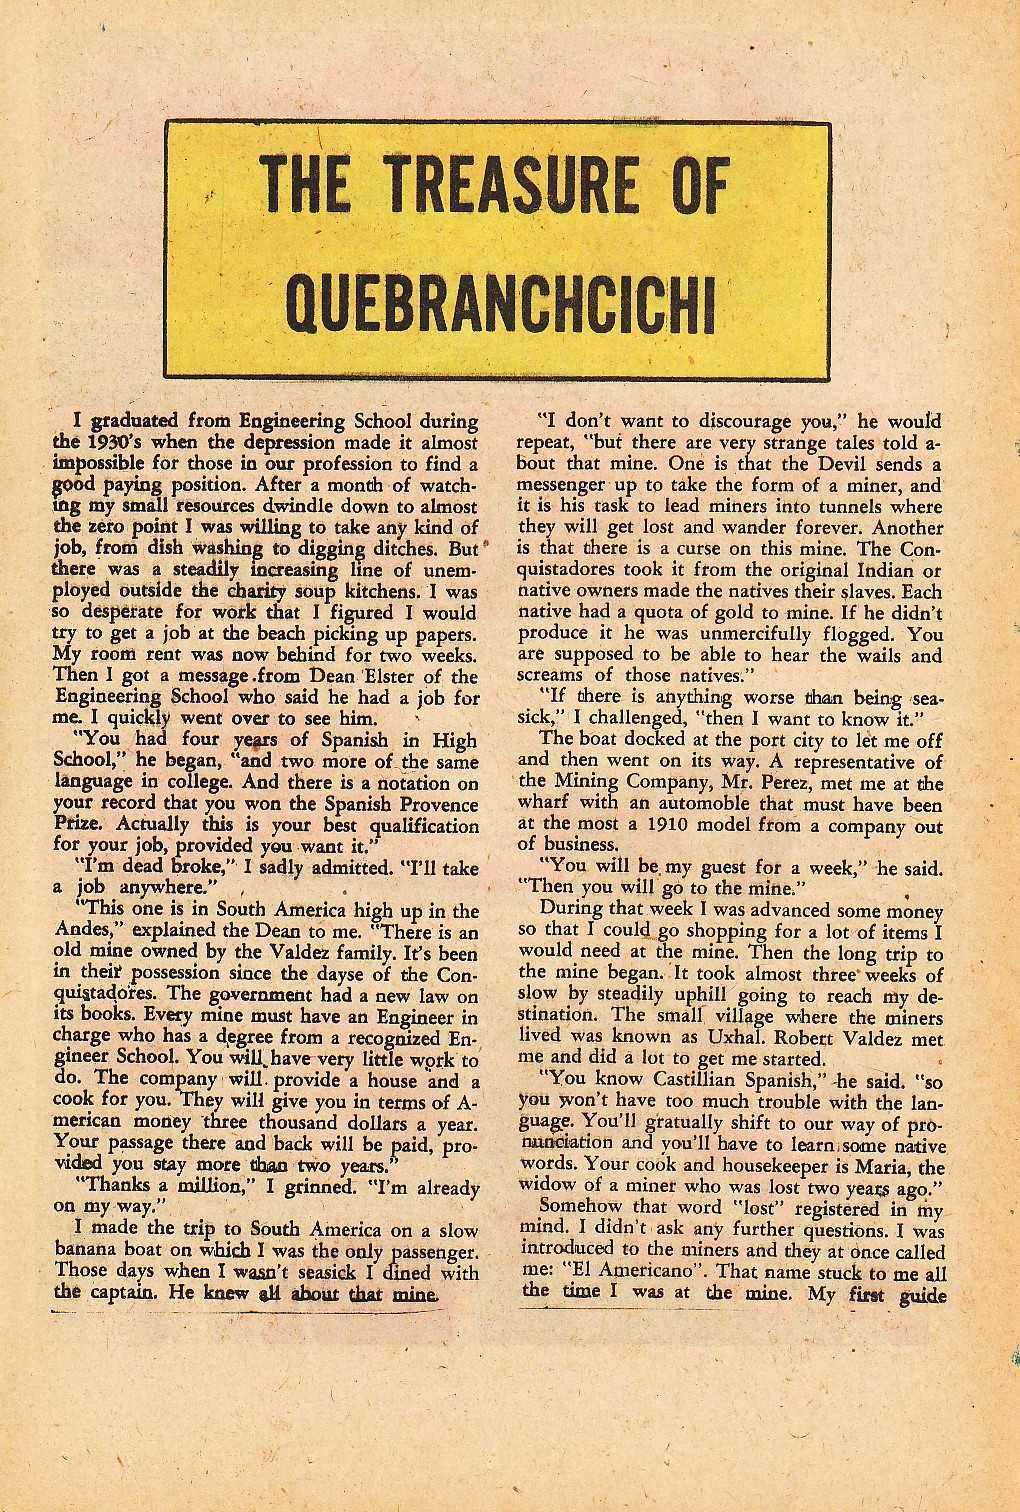 THE TREASURE OF
QUEBRANCHCICHI
I graduated from Engineering School during
the 1930's when the depression made it almost
impossible for those in our profession to find a
good paying position. After a month of watch-
ing my small resources dwindle down to almost
the zero point I was willing to take any kind of
job, from dish washing to digging ditches. But
there was a steadily increasing line of unem-
ployed outside the charity soup kitchens. I was
so desperate for work that I figured I would
try to get a job at the beach picking up papers.
My room rent was now behind for two weeks.
Then I got a message from Dean Elster of the
Engineering School who said he had a job for
me. I quickly went over to see him.
"You had four years of Spanish in High
School," he began, "and two more of the same
language in college. And there is a notation on
your record that you won the Spanish Provence
Prize. Actually this is your best qualification
for your job, provided you want it."
"I'm dead broke," I sadly admitted. "I'll take
a job anywhere."
"This one is in South America high up in the
Andes," explained the Dean to me. "There is an
old mine owned by the Valdez family. It's been
in their possession since the dayse of the Con-
quistadores. The government had a new law on
its books. Every mine must have an Engineer in
charge who has a degree from a recognized En-
gineer School. You will have very little work to
do. The company will provide a house and a
cook for you. They will give you in terms of A-
merican money three thousand dollars a year.
Your passage there and back will be paid, pro-
vided you stay more than two years."
"Thanks a million," I grinned. "I'm already
on my way."
I made the trip to South America on a slow
banana boat on which I was the only passenger.
Those days when I wasn't seasick I dined with
the captain. He knew all about that mine.
"I don't want to discourage you," he would
repeat, "but there are very strange tales told a-
bout that mine. One is that the Devil sends a
messenger up to take the form of a miner, and
it is his task to lead miners into tunnels where
they will get lost and wander forever. Another
is that there is a curse on this mine. The Con-
quistadores took it from the original Indian or
native owners made the natives their slaves. Each
native had a quota of gold to mine. If he didn't
produce it he was unmercifully flogged. You
are supposed to be able to hear the wails and
screams of those natives."
"If there is anything worse than being sea-
sick," I challenged, "then I want to know it."
The boat docked at the port city to let me off
and then went on its way. A representative of
the Mining Company, Mr. Perez, met me at the
wharf with an automoble that must have been
at the most a 1910 model from a company out
of business.
"You will be my guest for a week," he said.
"Then you will go to the mine."
During that week I was advanced some money
so that I could go shopping for a lot of items I
would need at the mine. Then the long trip to
the mine began. It took almost three weeks of
slow by steadily uphill going to reach my de-
stination. The small village where the miners
lived was known as Uxhal. Robert Valdez met
me and did a lot to get me started.
"You know Castillian Spanish," he said. "so
you won't have too much trouble with the lan-
guage. You'll gratually shift to our way of pro-
nunciation and you'll have to learn some native
words. Your cook and housekeeper is Maria, the
widow of a miner who was lost two years ago."
Somehow that word "lost" registered in my
mind. I didn't ask any further questions. I was
introduced to the miners and they at once called
me: "El Americano". That name stuck to me all
the time I was at the mine. My first guide